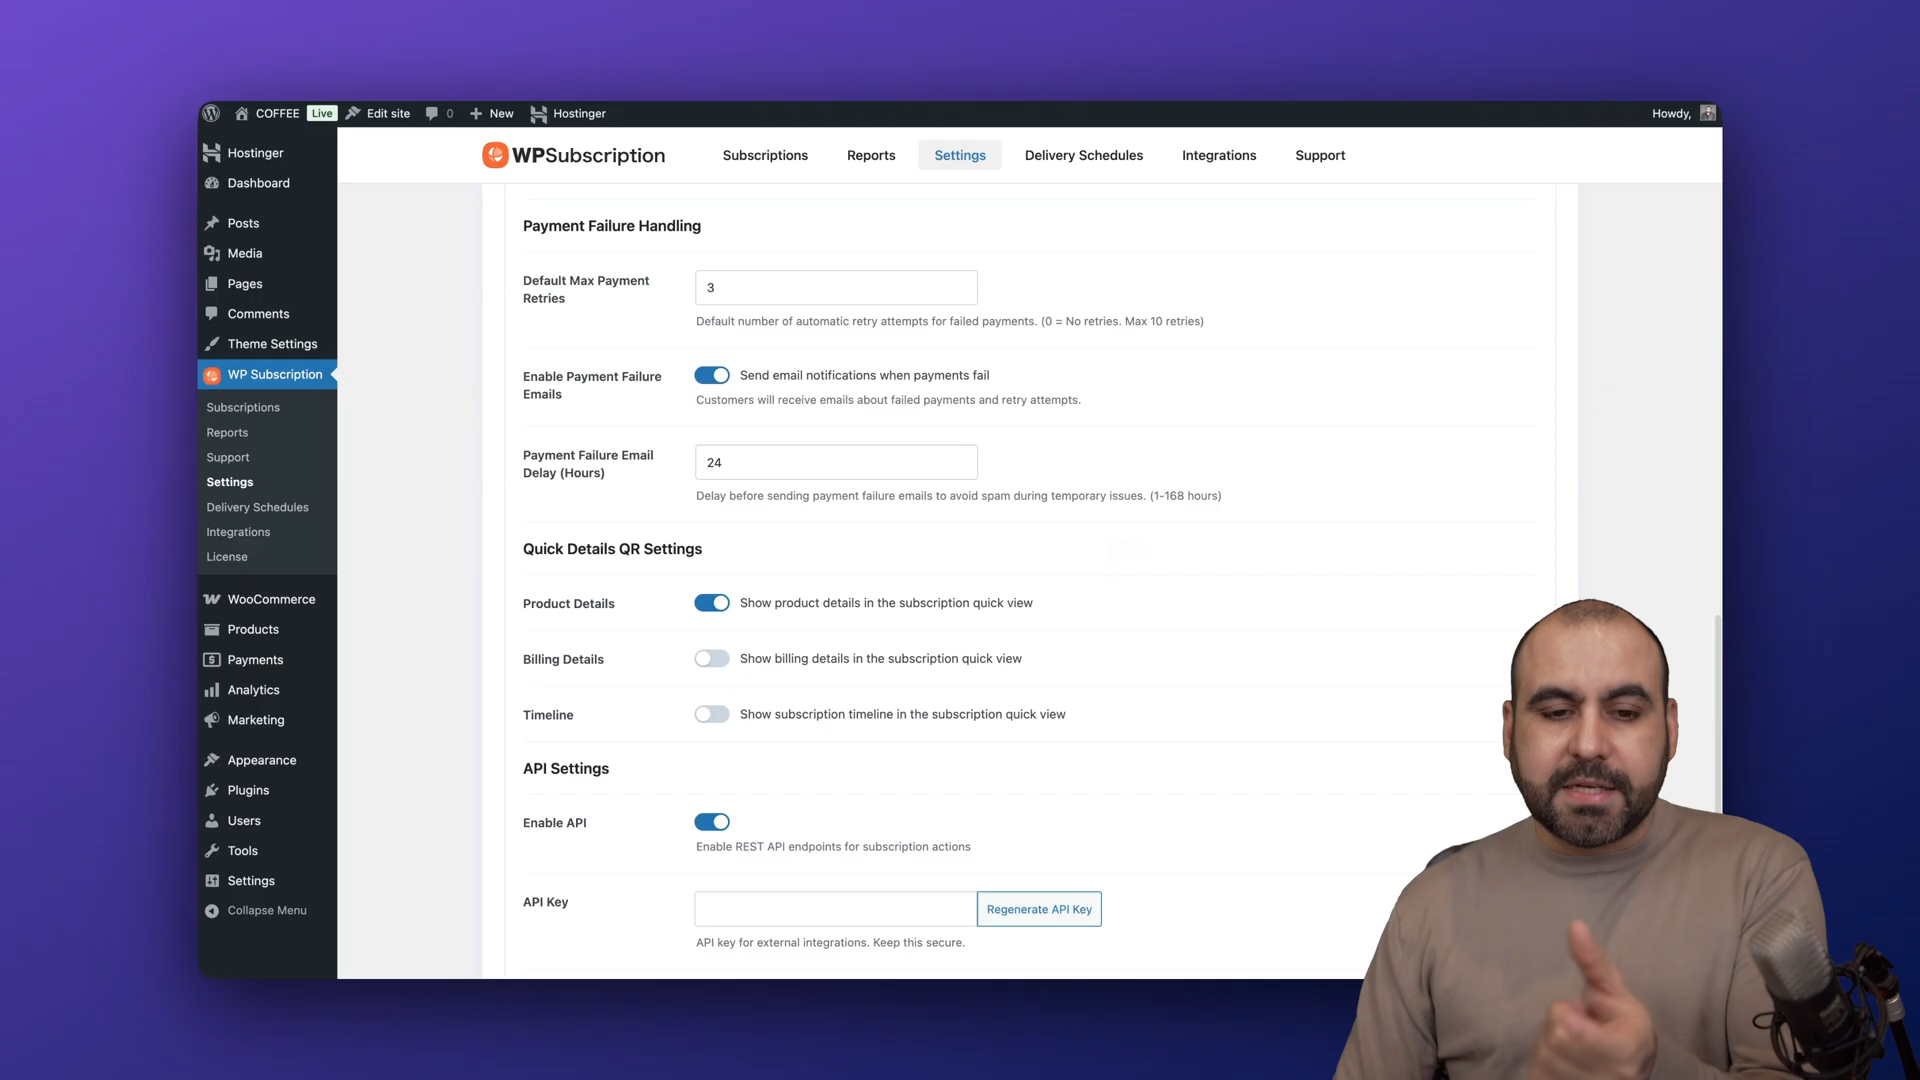 COFFEE Live Edit site 0 New Hostinger Howdy,
Hostinger
Dashboard
Posts
Media
Pages
Comments
Theme Settings
WP Subscription
Subscriptions
Reports
Support
Settings
Delivery Schedules
Integrations
License
WooCommerce
Products
Payments
Analytics
Marketing
Appearance
Plugins
Users
Tools
Settings
Collapse Menu
WPSubscription Subscriptions Reports Settings Delivery Schedules Integrations Support
Payment Failure Handling
Default Max Payment
Retries
3
Default number of automatic retry attempts for failed payments. (0 = No retries. Max 10 retries)
Enable Payment Failure
Emails
Send email notifications when payments fail
Customers will receive emails about failed payments and retry attempts.
Payment Failure Email
Delay (Hours)
24
Delay before sending payment failure emails to avoid spam during temporary issues. (1-168 hours)
Quick Details QR Settings
Product Details
Show product details in the subscription quick view
Billing Details
Show billing details in the subscription quick view
Timeline
Show subscription timeline in the subscription quick view
API Settings
Enable API
Enable REST API endpoints for subscription actions
API Key
Regenerate API Key
API key for external integrations. Keep this secure.